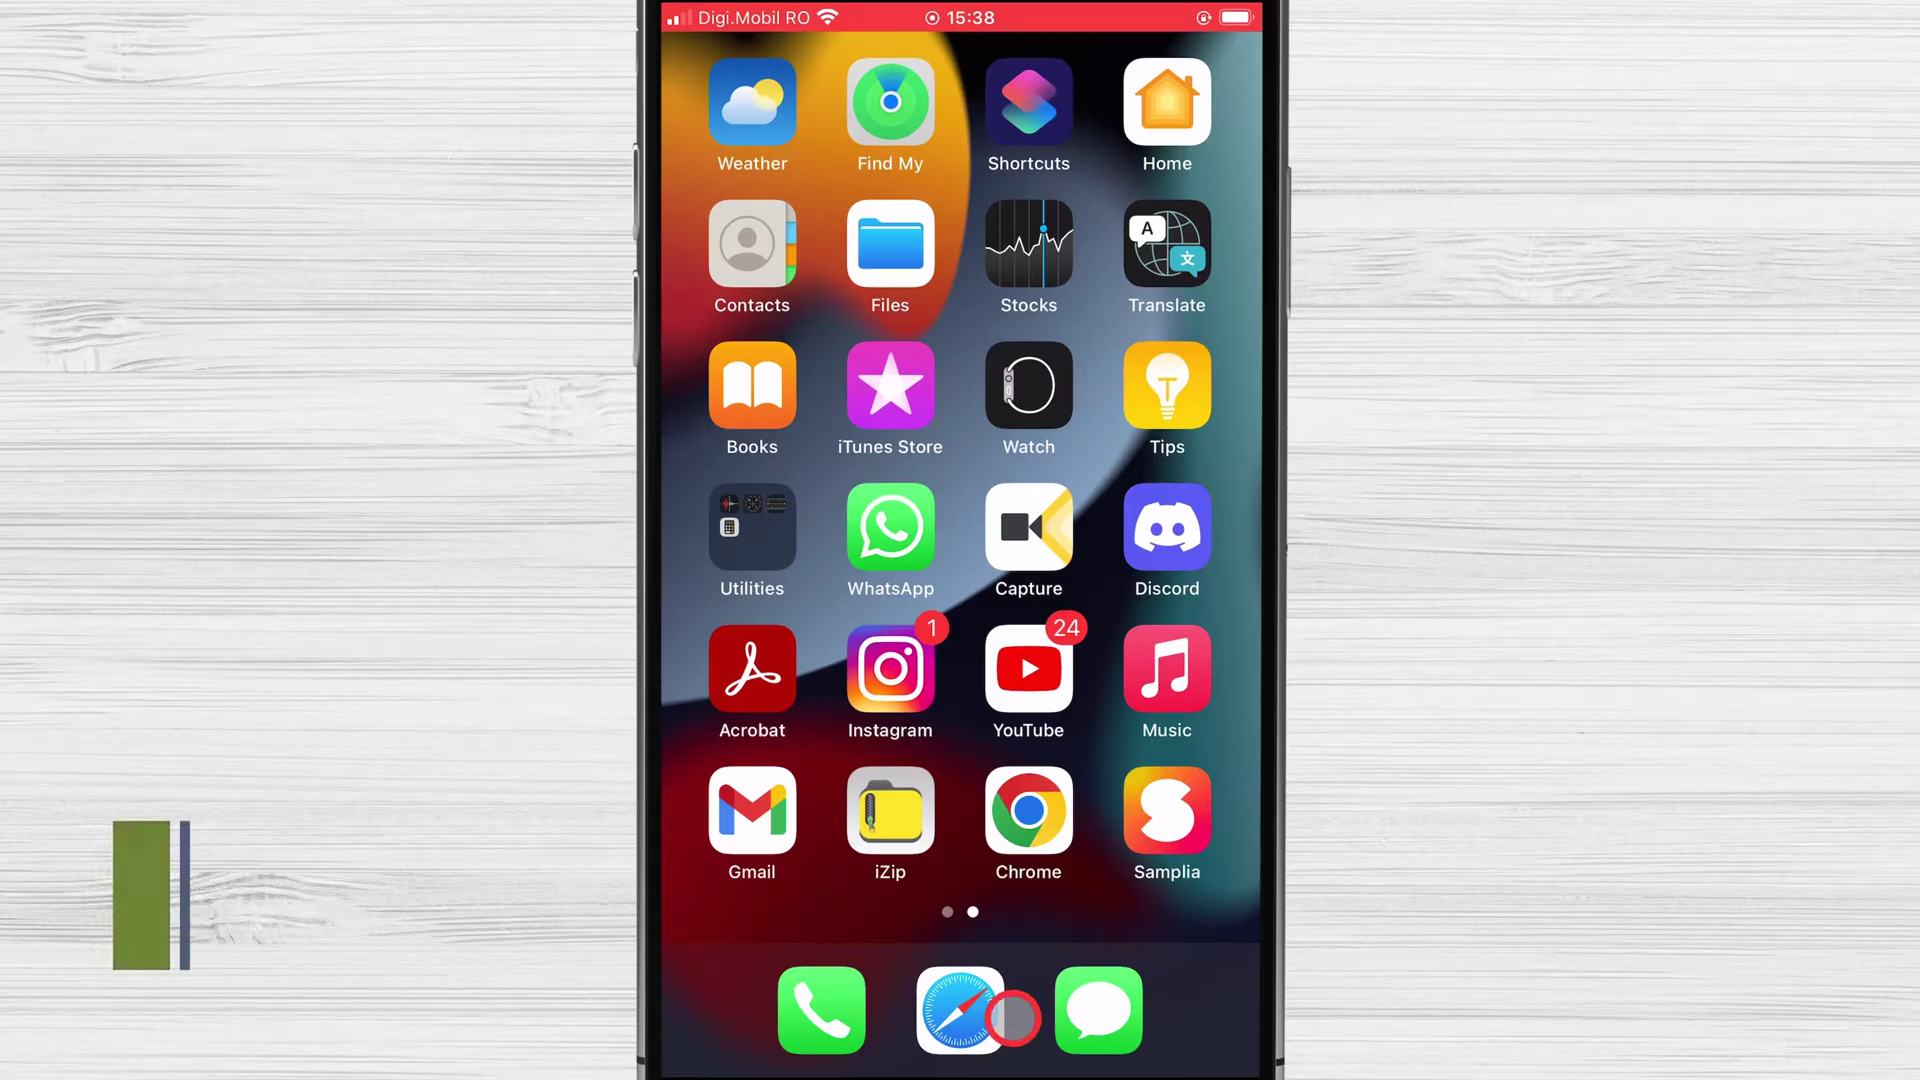 Digi.Mobil RO 15:38
Weather Find My Shortcuts Home
A 文
Contacts Files Stocks Translate
Books iTunes Store Watch Tips
Utilities WhatsApp Capture Discord
1 24
Acrobat Instagram YouTube Music
Gmail iZip Chrome Samplia